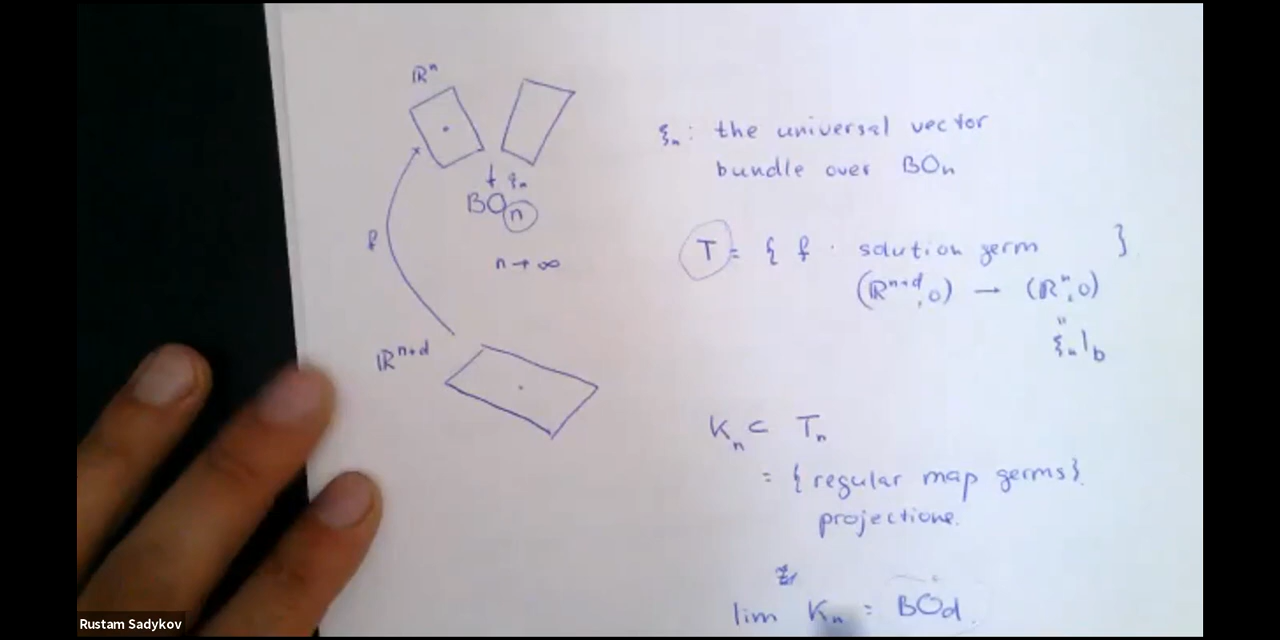 ℝⁿ
↓ ξₙ
BOn
n → ∞
f
ℝⁿ⁺ᵈ
ξₙ: the universal vector
bundle over BOn
T = { f · solution germ }
(ℝⁿ⁺ᵈ, 0) → (ℝⁿ, 0)
"
ξₙ|b
Kₙ ⊂ Tₙ
= { regular map germs }.
projectione.
lim Kₙ = BOd.
Rustam Sadykov